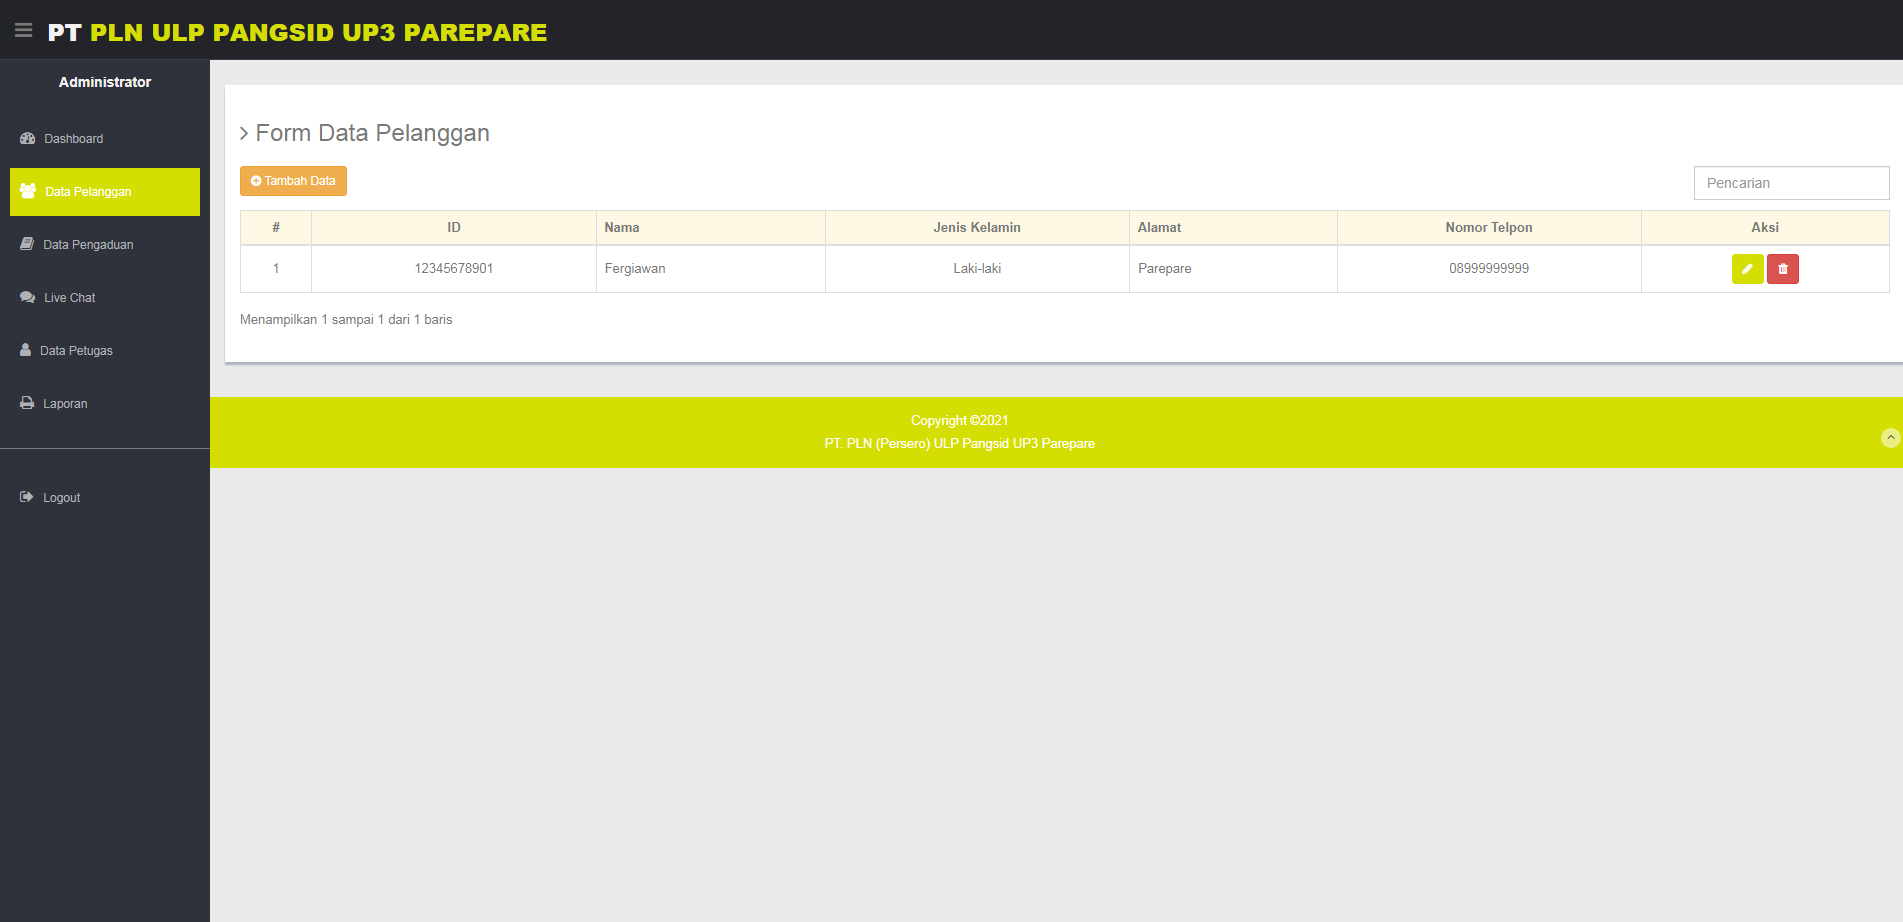 PT PLN ULP PANGSID UP3 PAREPARE
Administrator
Dashboard
Data Pelanggan
Data Pengaduan
Live Chat
Data Petugas
Laporan
Logout
Form Data Pelanggan
Tambah Data
Pencarian
# ID Nama Jenis Kelamin Alamat Nomor Telpon Aksi
1 12345678901 Fergiawan Laki-laki Parepare 08999999999
Menampilkan 1 sampai 1 dari 1 baris
Copyright ©2021
PT. PLN (Persero) ULP Pangsid UP3 Parepare